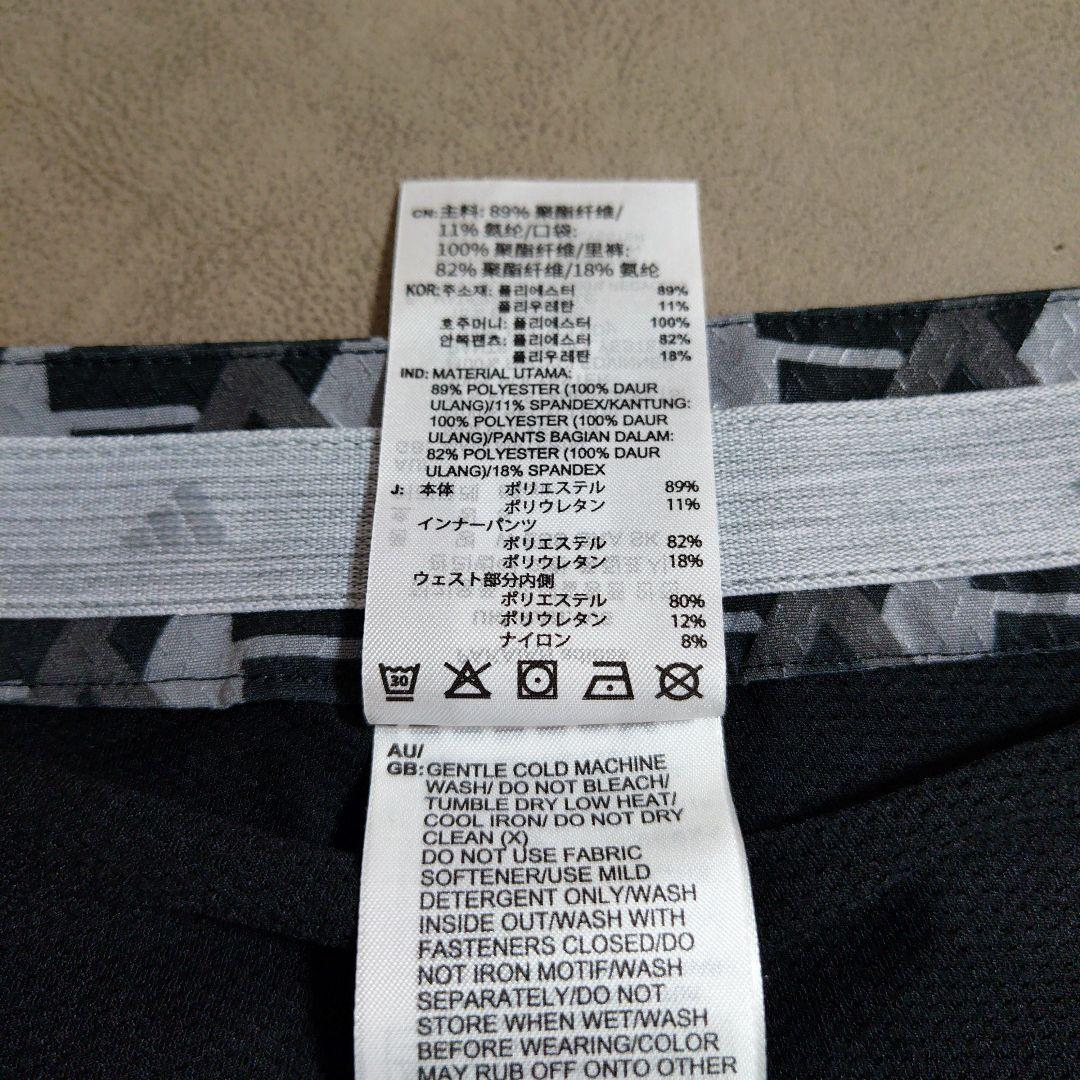 CN: 主料: 89% 聚酯纤维/
11% 氨纶/口袋:
100% 聚酯纤维/里裤:
82% 聚酯纤维/18% 氨纶
KOR: 주소재: 폴리에스터 89%
폴리우레탄 11%
호주머니: 폴리에스터 100%
안쪽팬츠: 폴리에스터 82%
폴리우레탄 18%
IND: MATERIAL UTAMA:
89% POLYESTER (100% DAUR
ULANG)/11% SPANDEX/KANTUNG:
100% POLYESTER (100% DAUR
ULANG)/PANTS BAGIAN DALAM:
82% POLYESTER (100% DAUR
ULANG)/18% SPANDEX
J: 本体 ポリエステル 89%
ポリウレタン 11%
インナーパンツ
ポリエステル 82%
ポリウレタン 18%
ウェスト部分内側
ポリエステル 80%
ポリウレタン 12%
ナイロン 8%
30
AU/
GB: GENTLE COLD MACHINE
WASH/ DO NOT BLEACH/
TUMBLE DRY LOW HEAT/
COOL IRON/ DO NOT DRY
CLEAN (X)
DO NOT USE FABRIC
SOFTENER/USE MILD
DETERGENT ONLY/WASH
INSIDE OUT/WASH WITH
FASTENERS CLOSED/DO
NOT IRON MOTIF/WASH
SEPARATELY/DO NOT
STORE WHEN WET/WASH
BEFORE WEARING/COLOR
MAY RUB OFF ONTO OTHER